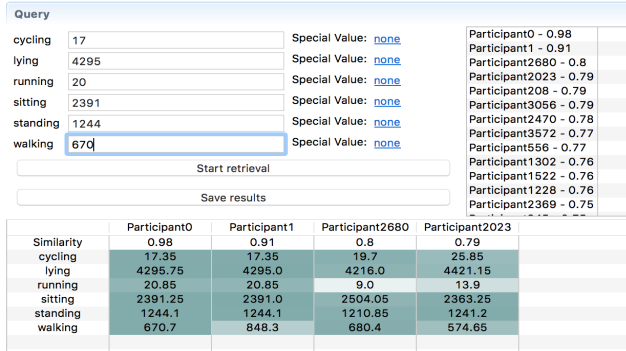 Query
cycling 17 Special Value: none
lying 4295 Special Value: none
running 20 Special Value: none
sitting 2391 Special Value: none
standing 1244 Special Value: none
walking 670 Special Value: none
Start retrieval
Save results
Participant0 - 0.98
Participant1 - 0.91
Participant2680 - 0.8
Participant2023 - 0.79
Participant208 - 0.79
Participant3056 - 0.79
Participant2470 - 0.78
Participant3572 - 0.77
Participant556 - 0.77
Participant1302 - 0.76
Participant1522 - 0.76
Participant1228 - 0.76
Participant2369 - 0.75
Participant0 Participant1 Participant2680 Participant2023
Similarity 0.98 0.91 0.8 0.79
cycling 17.35 17.35 19.7 25.85
lying 4295.75 4295.0 4216.0 4421.15
running 20.85 20.85 9.0 13.9
sitting 2391.25 2391.0 2504.05 2363.25
standing 1244.1 1244.1 1210.85 1241.2
walking 670.7 848.3 680.4 574.65